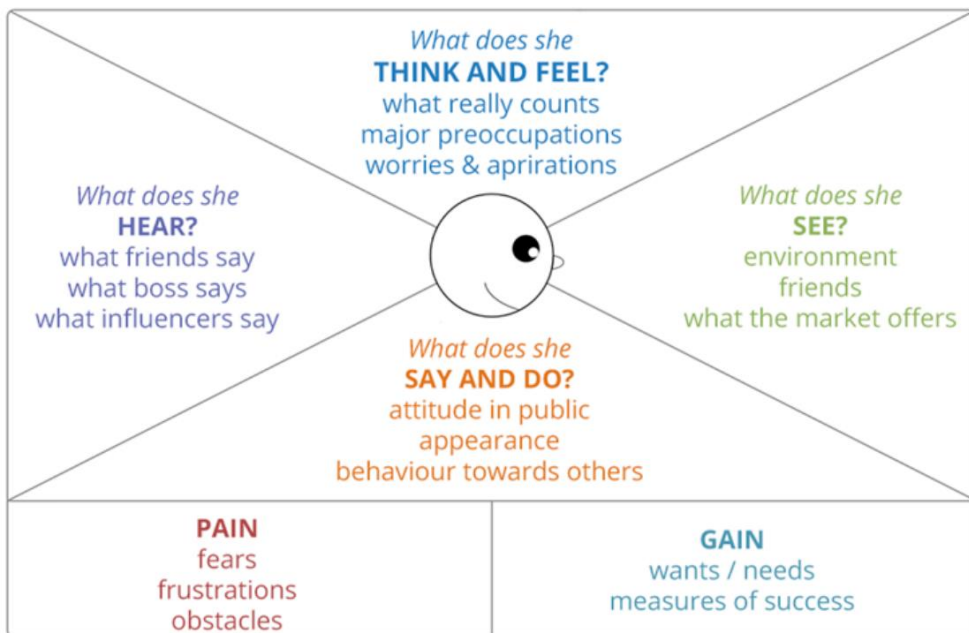 What does she
THINK AND FEEL?
what really counts
major preoccupations
worries & aprirations
What does she
HEAR?
what friends say
what boss says
what influencers say
What does she
SEE?
environment
friends
what the market offers
What does she
SAY AND DO?
attitude in public
appearance
behaviour towards others
PAIN
fears
frustrations
obstacles
GAIN
wants / needs
measures of success